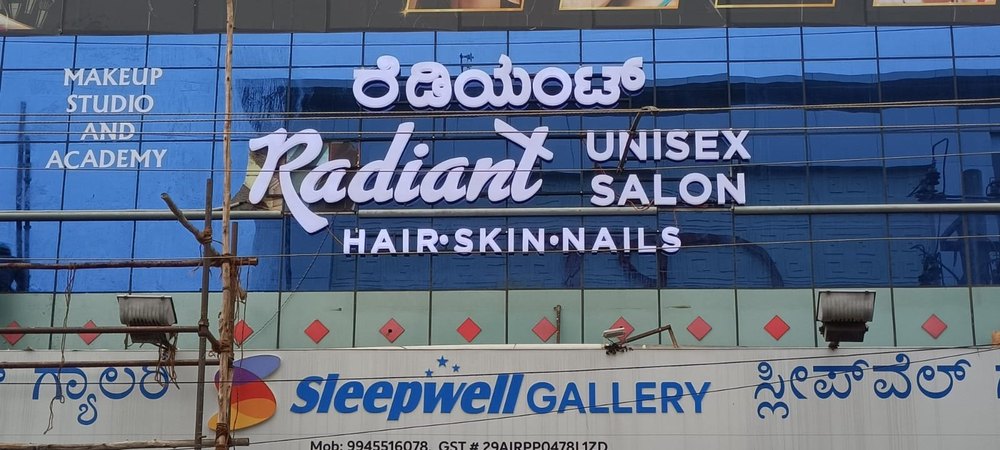 MAKEUP
STUDIO
AND
ACADEMY
ರೆಡಿಯಂಟ್
Radiant
UNISEX
SALON
HAIR•SKIN•NAILS
ಗ್ಯಾಲರಿ
Sleepwell GALLERY
ಸ್ಲೀಪ್‌ವೆಲ್
Mob: 9945516078, GST # 29AIRPP0478L1ZD